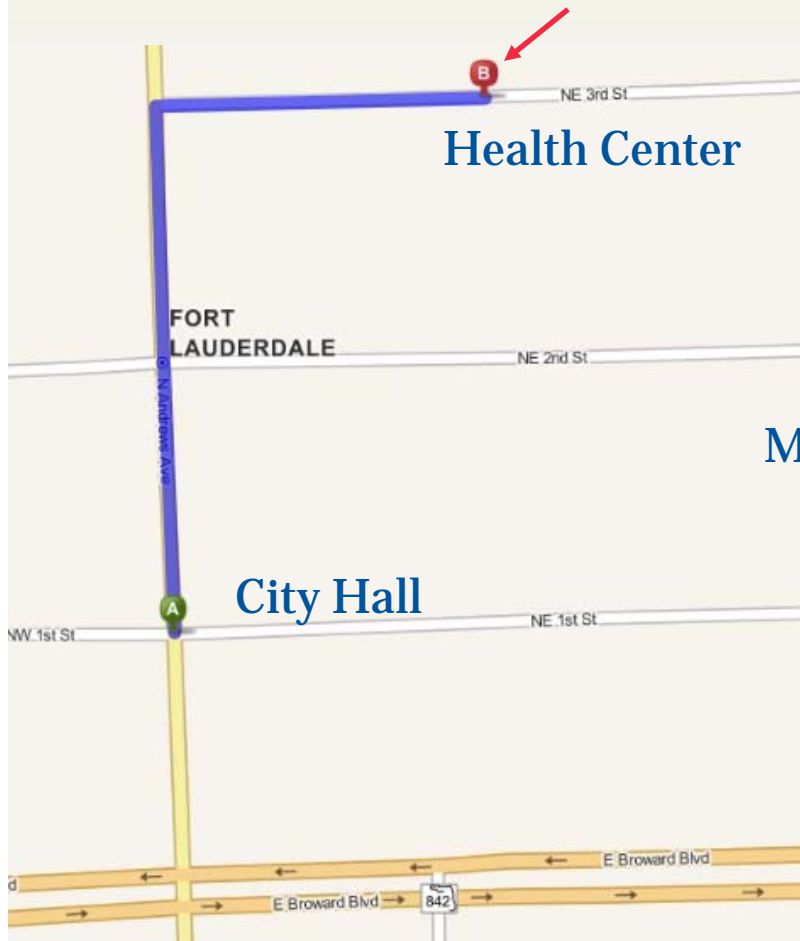 B
NE 3rd St
Health Center
FORT
LAUDERDALE
NE 2nd St
N Andrews Ave
M
A
City Hall
NE 1st St
NW 1st St
E Broward Blvd
d
E Broward Blvd
842